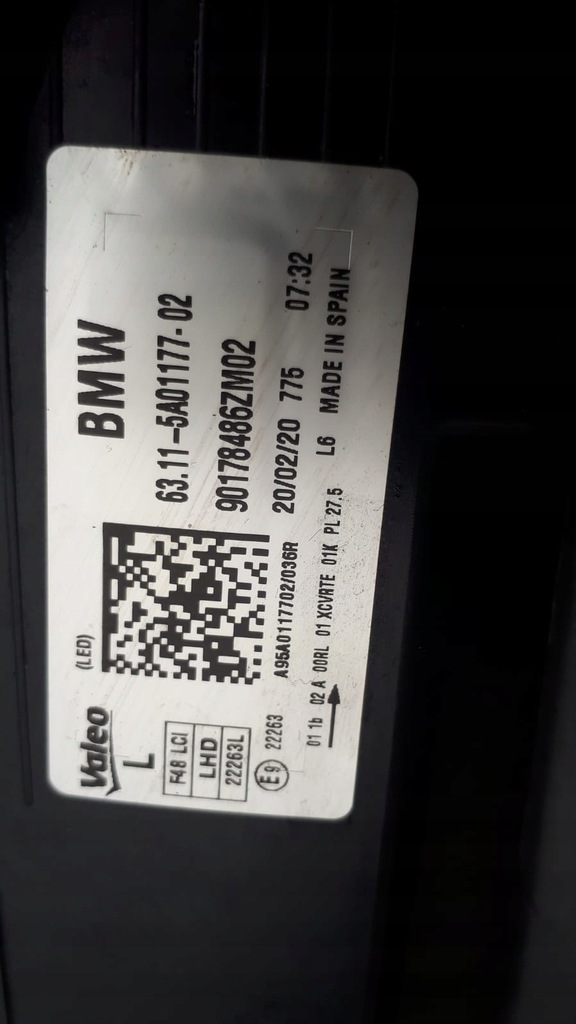 Valeo
(LED)
BMW
L
63.11-5A01177-02
F48 LCI
LHD
22263L
90178486ZM02
E9 22263
A95A0117702/036R
20/02/20 775 07:32
01 1b 02 A 00RL 01 XCVRTE 01K PL 27.5 L6 MADE IN SPAIN